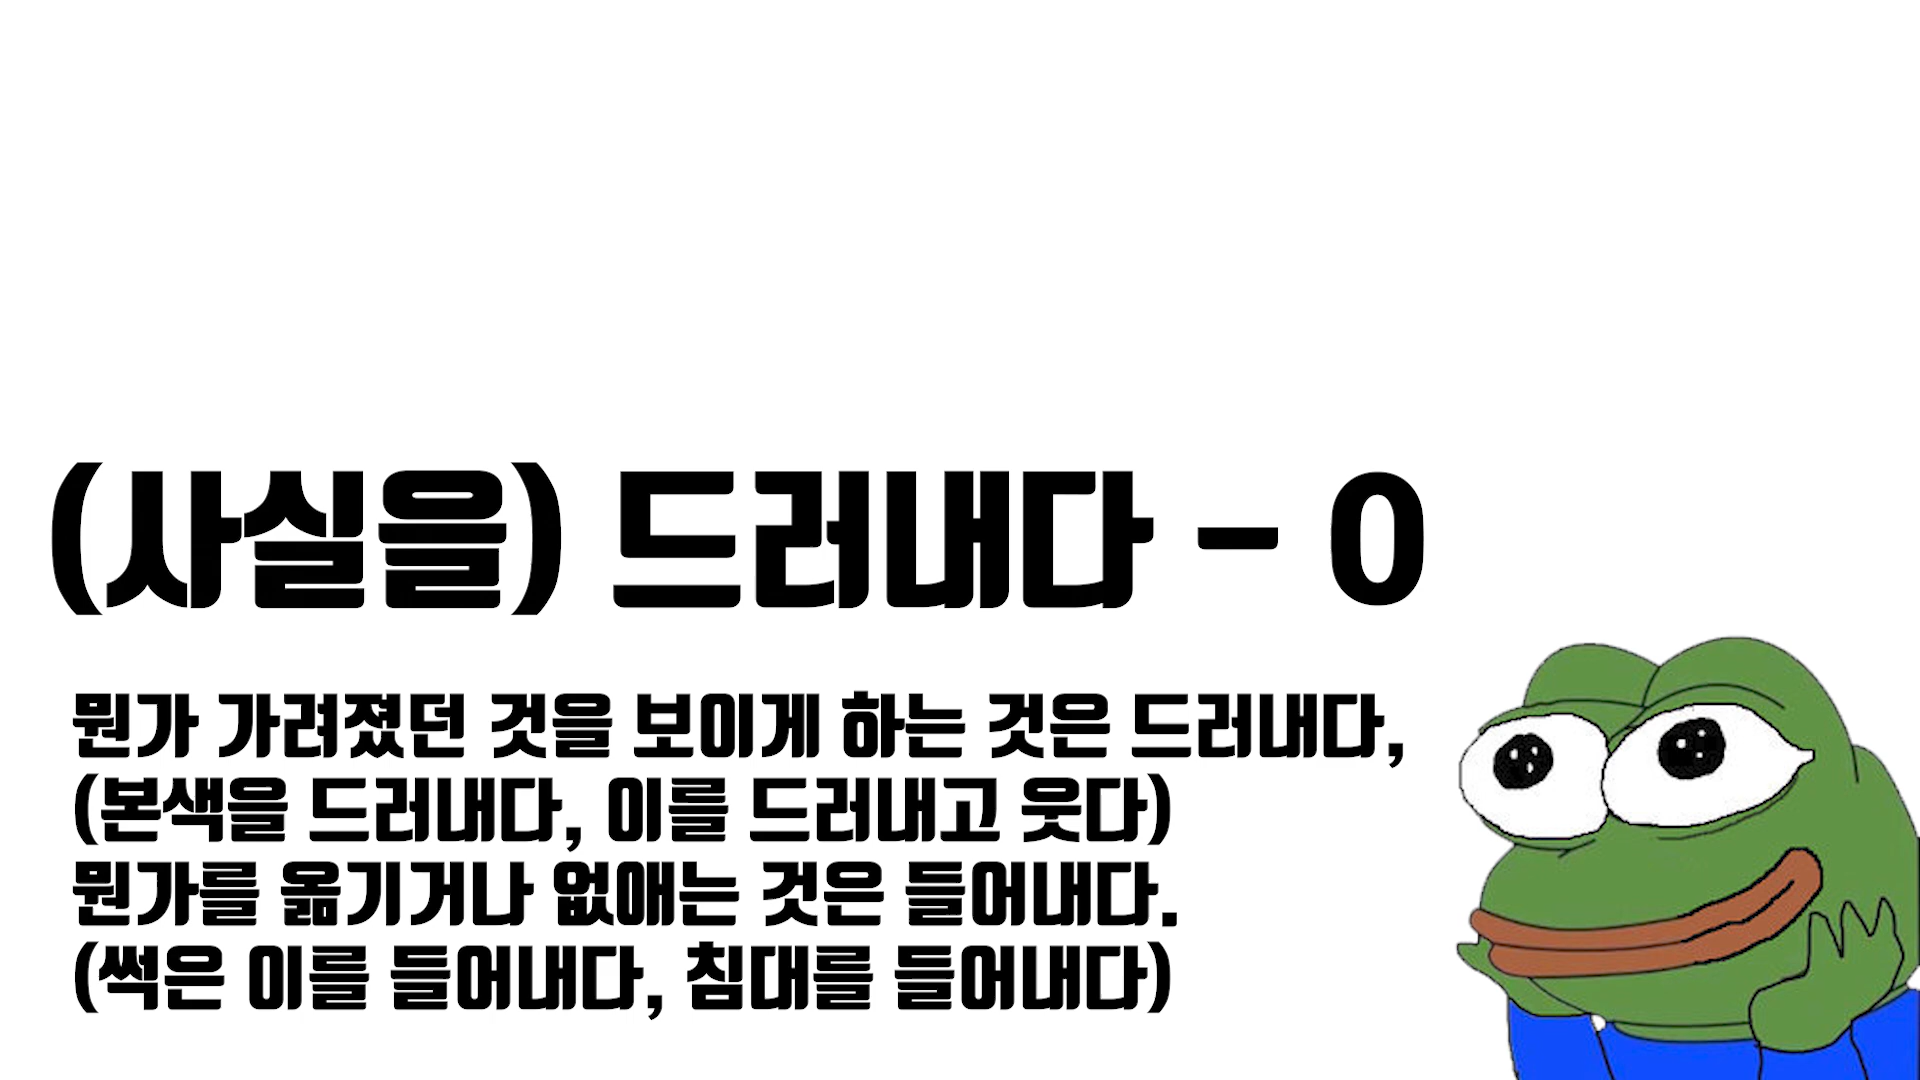 (사실을) 드러내다 - O
뭔가 가려졌던 것을 보이게 하는 것은 드러내다,
(본색을 드러내다, 이를 드러내고 웃다)
뭔가를 옮기거나 없애는 것은 들어내다.
(썩은 이를 들어내다, 침대를 들어내다)